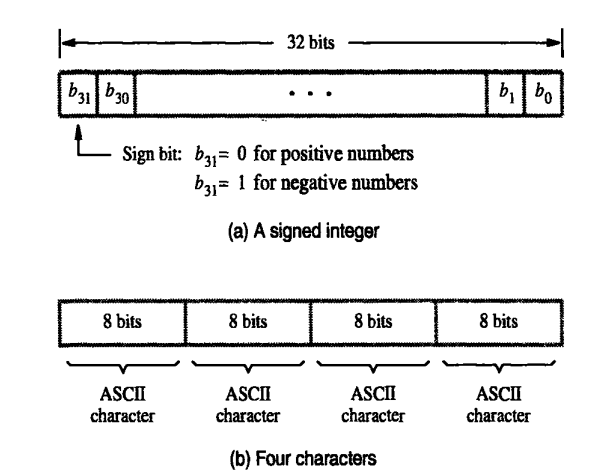 32 bits
b31 b30 . . . b1 b0
Sign bit: b31 = 0 for positive numbers
b31 = 1 for negative numbers
(a) A signed integer
8 bits 8 bits 8 bits 8 bits
ASCII ASCII ASCII ASCII
character character character character
(b) Four characters